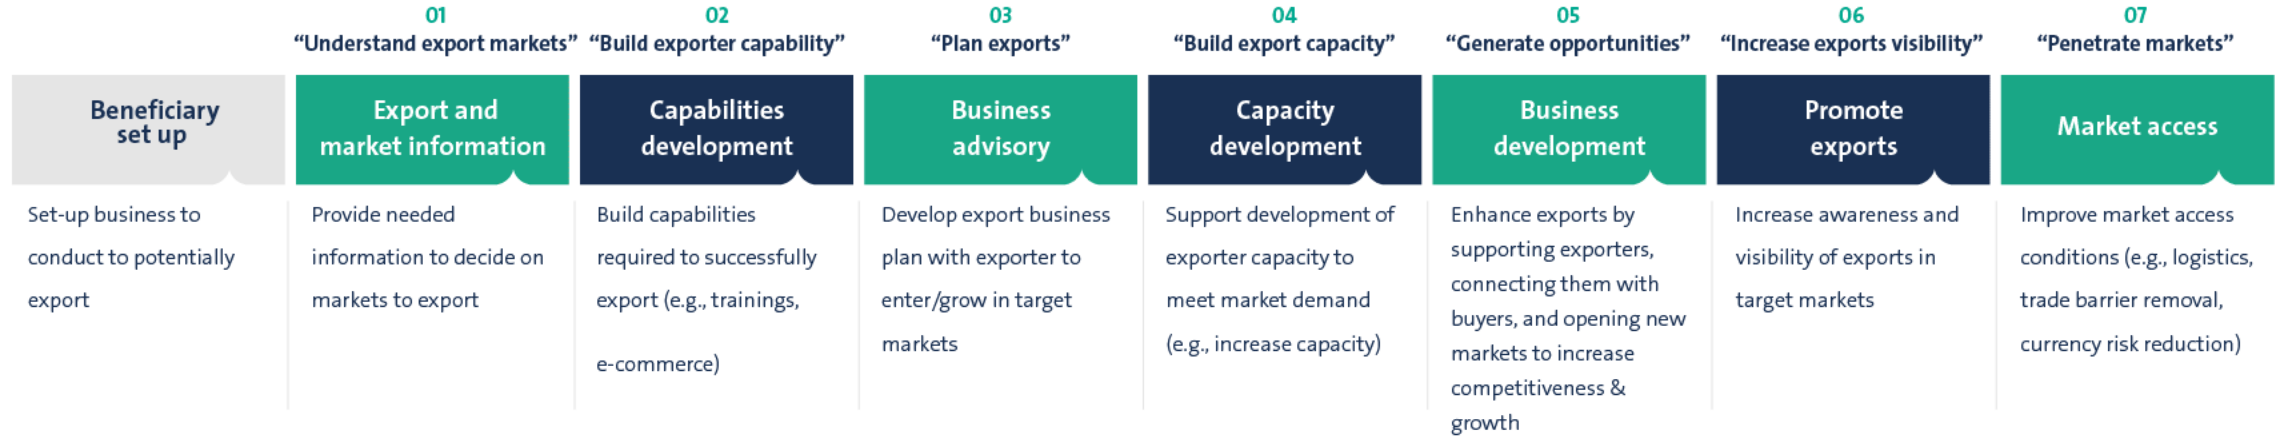 01
“Understand export markets”
02
“Build exporter capability”
03
“Plan exports”
04
“Build export capacity”
05
“Generate opportunities”
06
“Increase exports visibility”
07
“Penetrate markets”
Beneficiary
set up
Export and
market information
Capabilities
development
Business
advisory
Capacity
development
Business
development
Promote
exports
Market access
Set-up business to
conduct to potentially
export
Provide needed
information to decide on
markets to export
Build capabilities
required to successfully
export (e.g., trainings,
e-commerce)
Develop export business
plan with exporter to
enter/grow in target
markets
Support development of
exporter capacity to
meet market demand
(e.g., increase capacity)
Enhance exports by
supporting exporters,
connecting them with
buyers, and opening new
markets to increase
competitiveness &
growth
Increase awareness and
visibility of exports in
target markets
Improve market access
conditions (e.g., logistics,
trade barrier removal,
currency risk reduction)